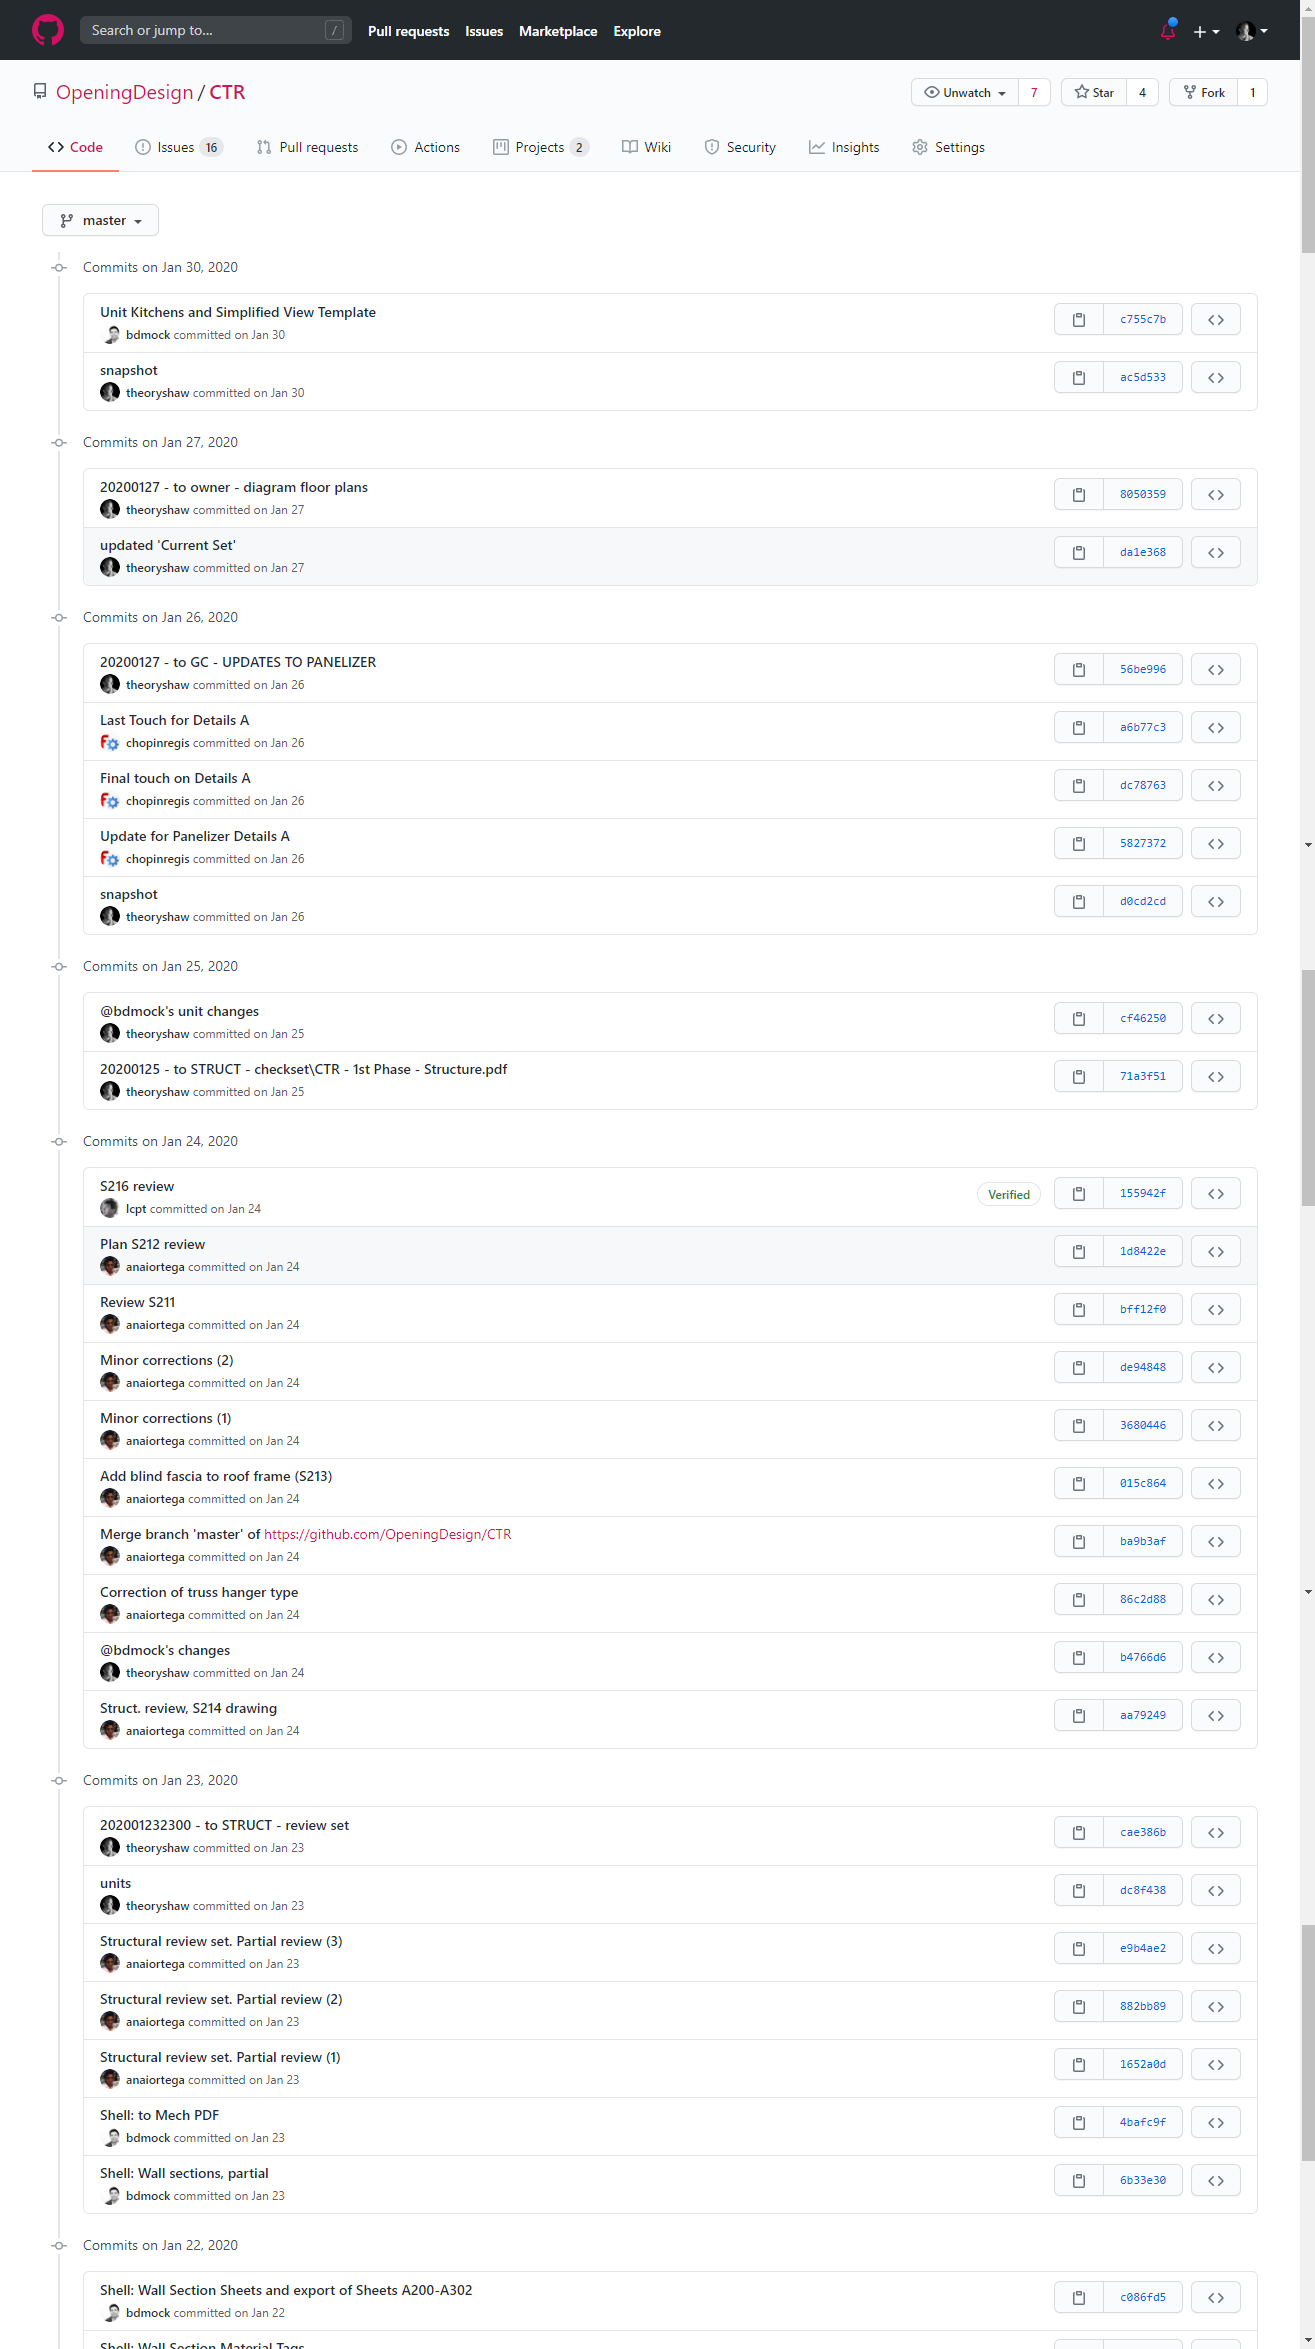 Search or jump to... /
Pull requests Issues Marketplace Explore
OpeningDesign / CTR
Unwatch 7 Star 4 Fork 1
Code Issues 16 Pull requests Actions Projects 2 Wiki Security Insights Settings
master
Commits on Jan 30, 2020
Unit Kitchens and Simplified View Template
bdmock committed on Jan 30
c755c7b
snapshot
theoryshaw committed on Jan 30
ac5d533
Commits on Jan 27, 2020
20200127 - to owner - diagram floor plans
theoryshaw committed on Jan 27
8050359
updated 'Current Set'
theoryshaw committed on Jan 27
da1e368
Commits on Jan 26, 2020
20200127 - to GC - UPDATES TO PANELIZER
theoryshaw committed on Jan 26
56be996
Last Touch for Details A
chopinregis committed on Jan 26
a6b77c3
Final touch on Details A
chopinregis committed on Jan 26
dc78763
Update for Panelizer Details A
chopinregis committed on Jan 26
5827372
snapshot
theoryshaw committed on Jan 26
d0cd2cd
Commits on Jan 25, 2020
@bdmock's unit changes
theoryshaw committed on Jan 25
cf46250
20200125 - to STRUCT - checkset\CTR - 1st Phase - Structure.pdf
theoryshaw committed on Jan 25
71a3f51
Commits on Jan 24, 2020
S216 review
lcpt committed on Jan 24
Verified
155942f
Plan S212 review
anaiortega committed on Jan 24
1d8422e
Review S211
anaiortega committed on Jan 24
bff12f0
Minor corrections (2)
anaiortega committed on Jan 24
de94848
Minor corrections (1)
anaiortega committed on Jan 24
3680446
Add blind fascia to roof frame (S213)
anaiortega committed on Jan 24
015c864
Merge branch 'master' of https://github.com/OpeningDesign/CTR
anaiortega committed on Jan 24
ba9b3af
Correction of truss hanger type
anaiortega committed on Jan 24
86c2d88
@bdmock's changes
theoryshaw committed on Jan 24
b4766d6
Struct. review, S214 drawing
anaiortega committed on Jan 24
aa79249
Commits on Jan 23, 2020
202001232300 - to STRUCT - review set
theoryshaw committed on Jan 23
cae386b
units
theoryshaw committed on Jan 23
dc8f438
Structural review set. Partial review (3)
anaiortega committed on Jan 23
e9b4ae2
Structural review set. Partial review (2)
anaiortega committed on Jan 23
882bb89
Structural review set. Partial review (1)
anaiortega committed on Jan 23
1652a0d
Shell: to Mech PDF
bdmock committed on Jan 23
4bafc9f
Shell: Wall sections, partial
bdmock committed on Jan 23
6b33e30
Commits on Jan 22, 2020
Shell: Wall Section Sheets and export of Sheets A200-A302
bdmock committed on Jan 22
c086fd5
Shell: Wall Section Material Tags